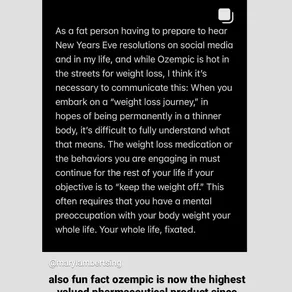 As a fat person having to prepare to hear
New Years Eve resolutions on social media
and in my life, and while Ozempic is hot in
the streets for weight loss, I think it's
necessary to communicate this: When you
embark on a "weight loss journey," in
hopes of being permanently in a thinner
body, it's difficult to fully understand what
that means. The weight loss medication or
the behaviors you are engaging in must
continue for the rest of your life if your
objective is to "keep the weight off." This
often requires that you have a mental
preoccupation with your body weight your
whole life. Your whole life, fixated.
also fun fact ozempic is now the highest
valued pharmaceutical product since